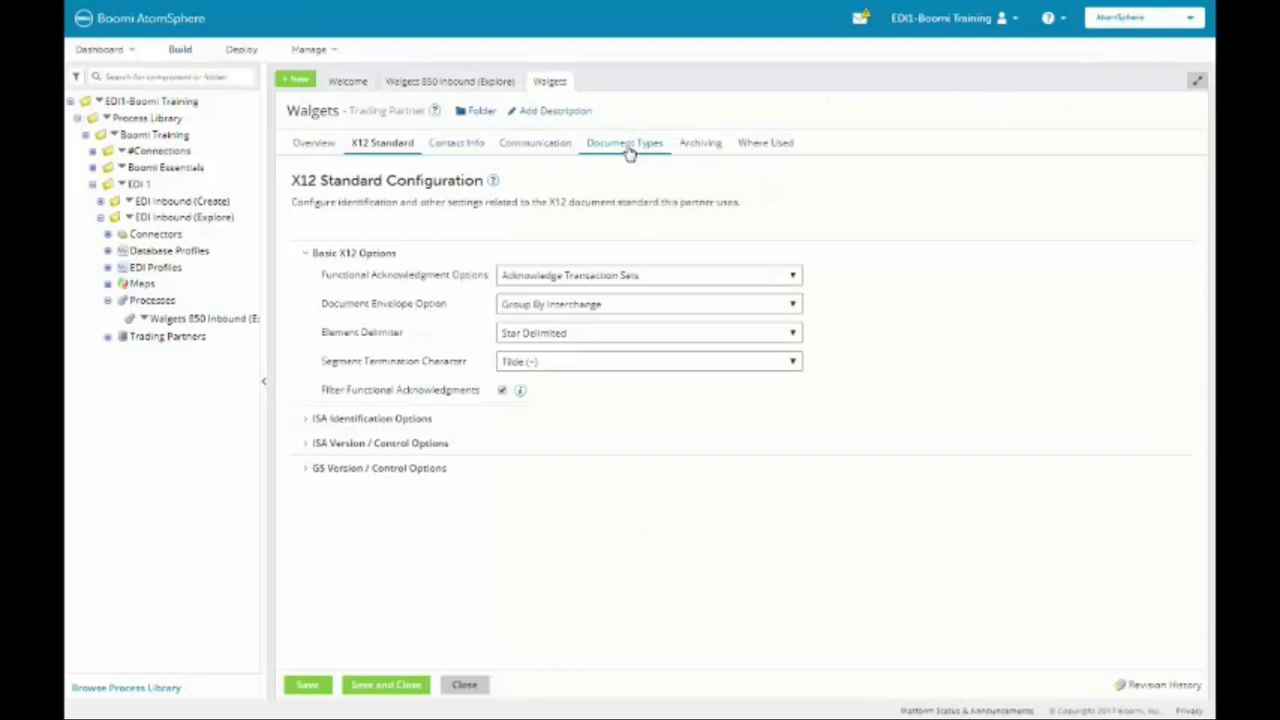 DELL Boomi AtomSphere
EDI1-Boomi Training
AtomSphere
Dashboard Build Deploy Manage
Search for component or folder
+ New Welcome Walgets 850 Inbound (Explore) Walgets
EDI1-Boomi Training
Process Library
Boomi Training
#Connections
Boomi Essentials
EDI 1
EDI Inbound (Create)
EDI Inbound (Explore)
Connectors
Database Profiles
EDI Profiles
Maps
Processes
Walgets 850 Inbound (E:
Trading Partners
Browse Process Library
Walgets - Trading Partner ? Folder Add Description
Overview X12 Standard Contact Info Communication Document Types Archiving Where Used
X12 Standard Configuration ?
Configure identification and other settings related to the X12 document standard this partner uses.
Basic X12 Options
Functional Acknowledgment Options Acknowledge Transaction Sets
Document Envelope Option Group By Interchange
Element Delimiter Star Delimited
Segment Termination Character Tilde (~)
Filter Functional Acknowledgments i
ISA Identification Options
ISA Version / Control Options
GS Version / Control Options
Save Save and Close Close Revision History
Platform Status & Announcements © Copyright 2017 Boomi, Inc. Privacy